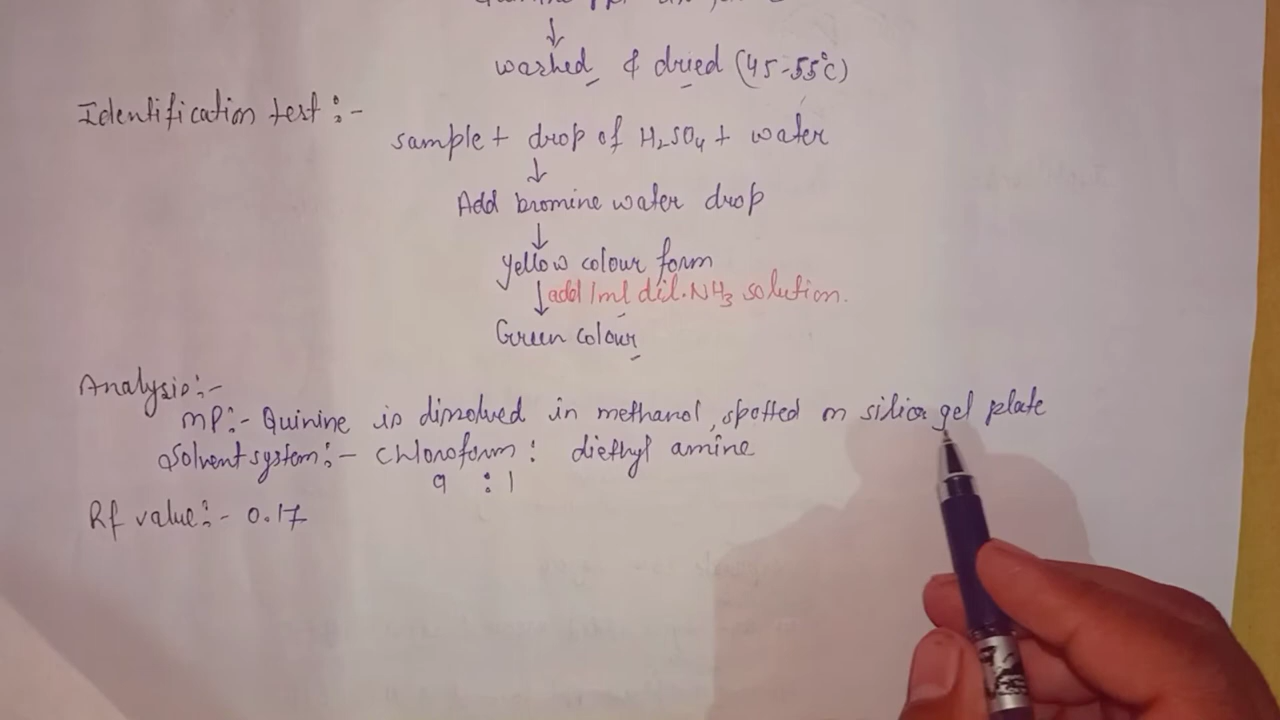 washed & dried (45-55°C)
Identification test:-
sample + drop of H₂SO₄ + water
↓
Add bromine water drop
↓
Yellow colour form
↓ add 1ml dil. NH₃ solution.
Green colour
Analysis:-
MP:- Quinine is dissolved in methanol, spotted on silica gel plate
Solvent system:- Chloroform : diethyl amine
9 : 1
Rf value:- 0.17